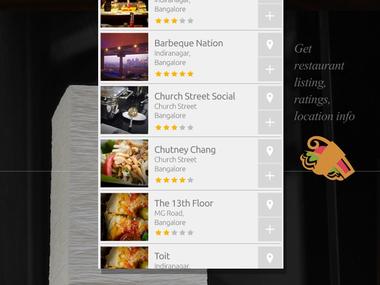 Indiranagar,
Bangalore
Barbeque Nation
Indiranagar,
Bangalore
Church Street Social
Church Street
Bangalore
Chutney Chang
Church Street
Bangalore
The 13th Floor
MG Road,
Bangalore
Toit
Indiranagar,
Get
restaurant
listing,
ratings,
location info